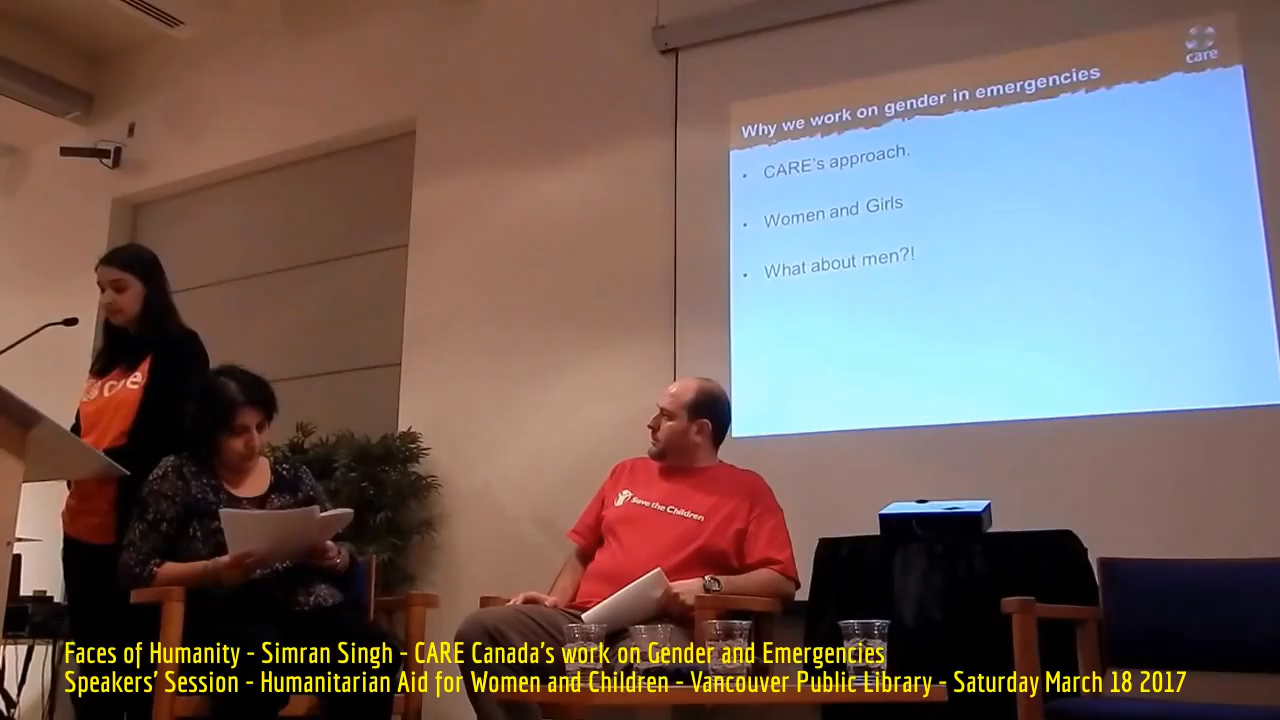 care
Why we work on gender in emergencies
• CARE's approach.
• Women and Girls
• What about men?!
care
Save the Children
Faces of Humanity - Simran Singh - CARE Canada's work on Gender and Emergencies
Speakers' Session - Humanitarian Aid for Women and Children - Vancouver Public Library - Saturday March 18 2017